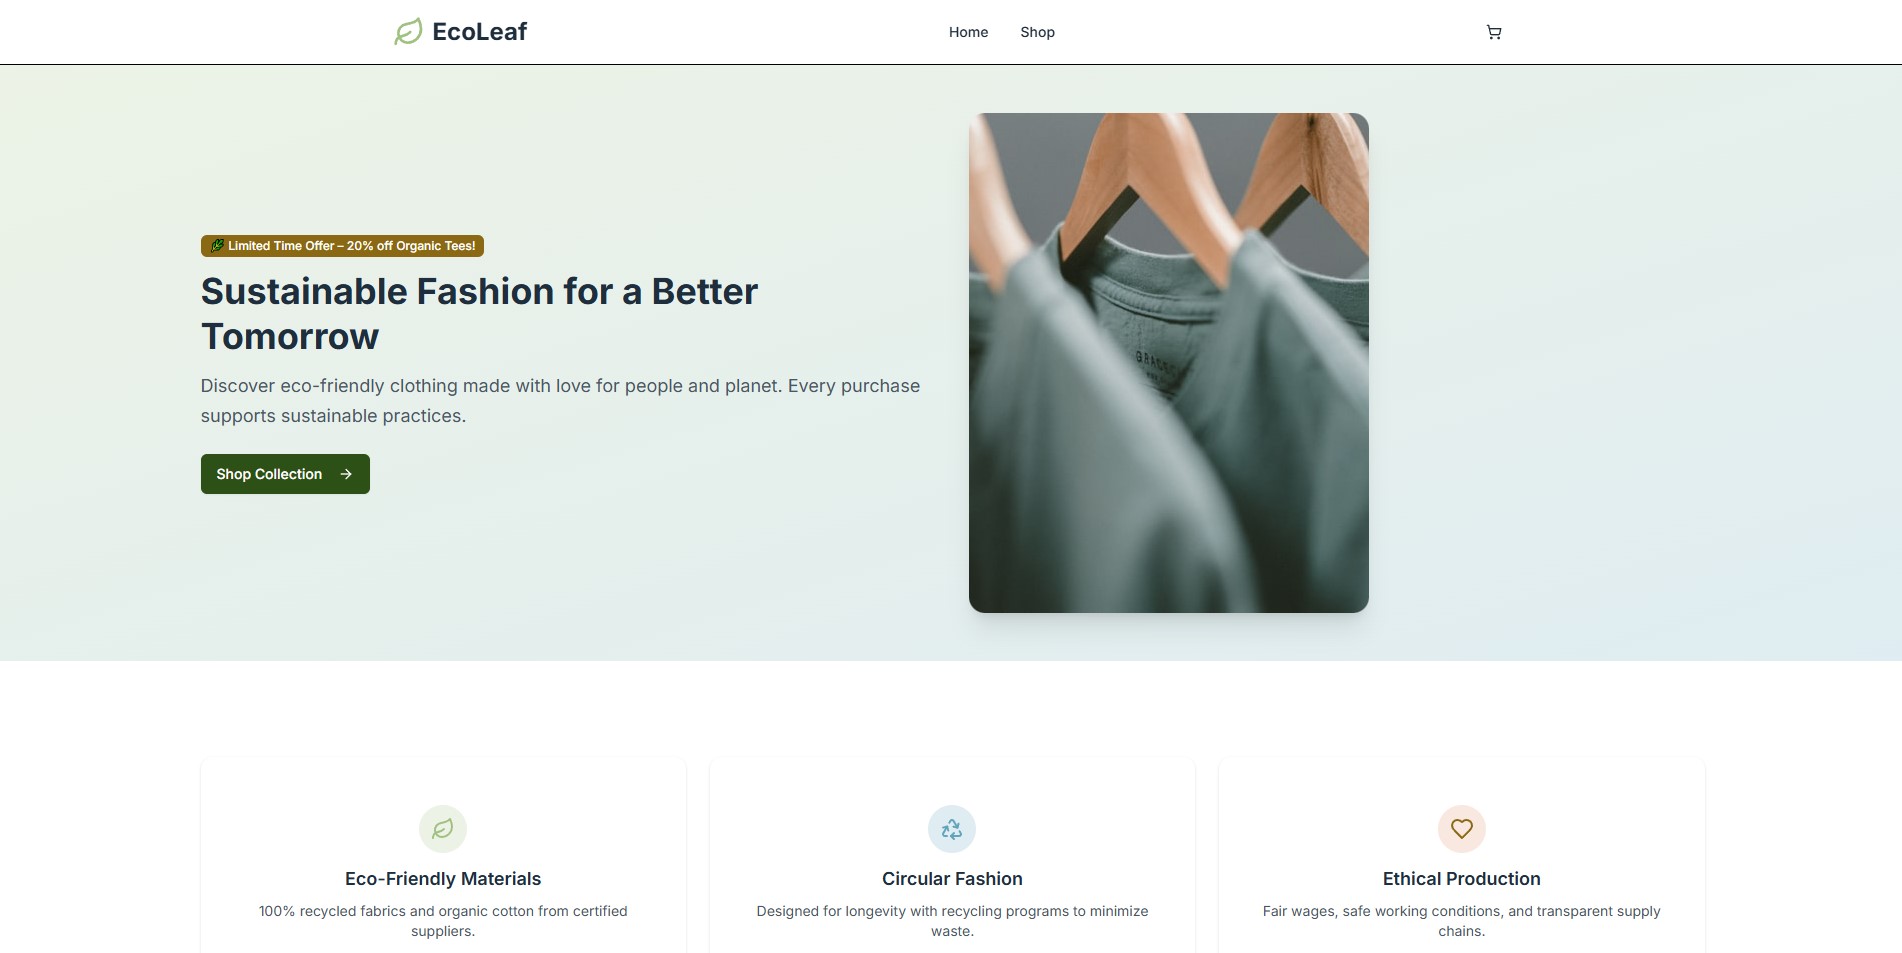 EcoLeaf
Home
Shop
Limited Time Offer – 20% off Organic Tees!
Sustainable Fashion for a Better
Tomorrow
Discover eco-friendly clothing made with love for people and planet. Every purchase
supports sustainable practices.
Shop Collection
Eco-Friendly Materials
100% recycled fabrics and organic cotton from certified
suppliers.
Circular Fashion
Designed for longevity with recycling programs to minimize
waste.
Ethical Production
Fair wages, safe working conditions, and transparent supply
chains.